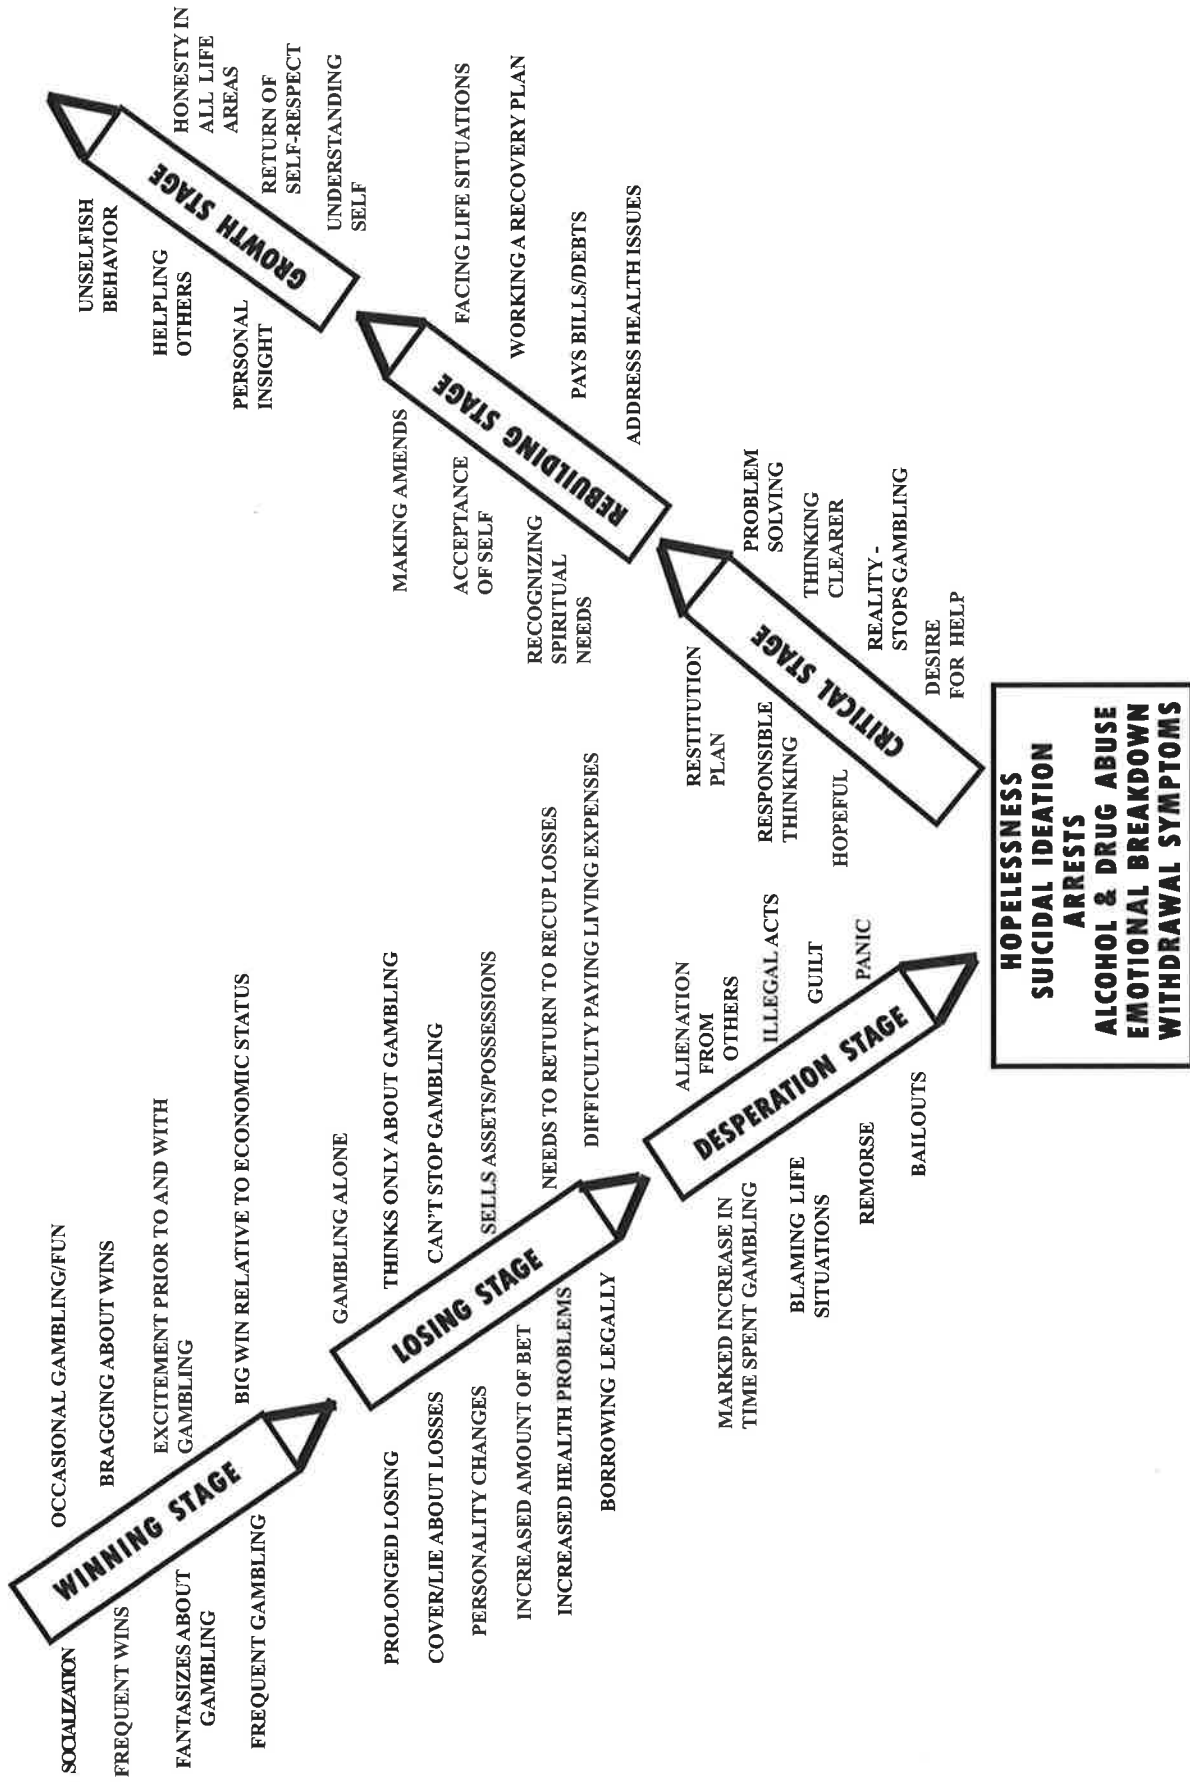 SOCIALIZATION
FREQUENT WINS
FANTASIZES ABOUT
GAMBLING
FREQUENT GAMBLING
WINNING STAGE
OCCASIONAL GAMBLING/FUN
BRAGGING ABOUT WINS
EXCITEMENT PRIOR TO AND WITH
GAMBLING
BIG WIN RELATIVE TO ECONOMIC STATUS
PROLONGED LOSING
COVER/LIE ABOUT LOSSES
PERSONALITY CHANGES
INCREASED AMOUNT OF BET
INCREASED HEALTH PROBLEMS
BORROWING LEGALLY
LOSING STAGE
GAMBLING ALONE
THINKS ONLY ABOUT GAMBLING
CAN'T STOP GAMBLING
SELLS ASSETS/POSSESSIONS
NEEDS TO RETURN TO RECUP LOSSES
DIFFICULTY PAYING LIVING EXPENSES
MARKED INCREASE IN
TIME SPENT GAMBLING
BLAMING LIFE
SITUATIONS
REMORSE
BAILOUTS
DESPERATION STAGE
ALIENATION
FROM
OTHERS
ILLEGAL ACTS
GUILT
PANIC
HOPELESSNESS
SUICIDAL IDEATION
ARRESTS
ALCOHOL & DRUG ABUSE
EMOTIONAL BREAKDOWN
WITHDRAWAL SYMPTOMS
RESTITUTION
PLAN
RESPONSIBLE
THINKING
HOPEFUL
CRITICAL STAGE
PROBLEM
SOLVING
THINKING
CLEARER
REALITY -
STOPS GAMBLING
DESIRE
FOR HELP
MAKING AMENDS
ACCEPTANCE
OF SELF
RECOGNIZING
SPIRITUAL
NEEDS
REBUILDING STAGE
FACING LIFE SITUATIONS
WORKING A RECOVERY PLAN
PAYS BILLS/DEBTS
ADDRESS HEALTH ISSUES
UNSELFISH
BEHAVIOR
HELPLING
OTHERS
PERSONAL
INSIGHT
GROWTH STAGE
HONESTY IN
ALL LIFE
AREAS
RETURN OF
SELF-RESPECT
UNDERSTANDING
SELF